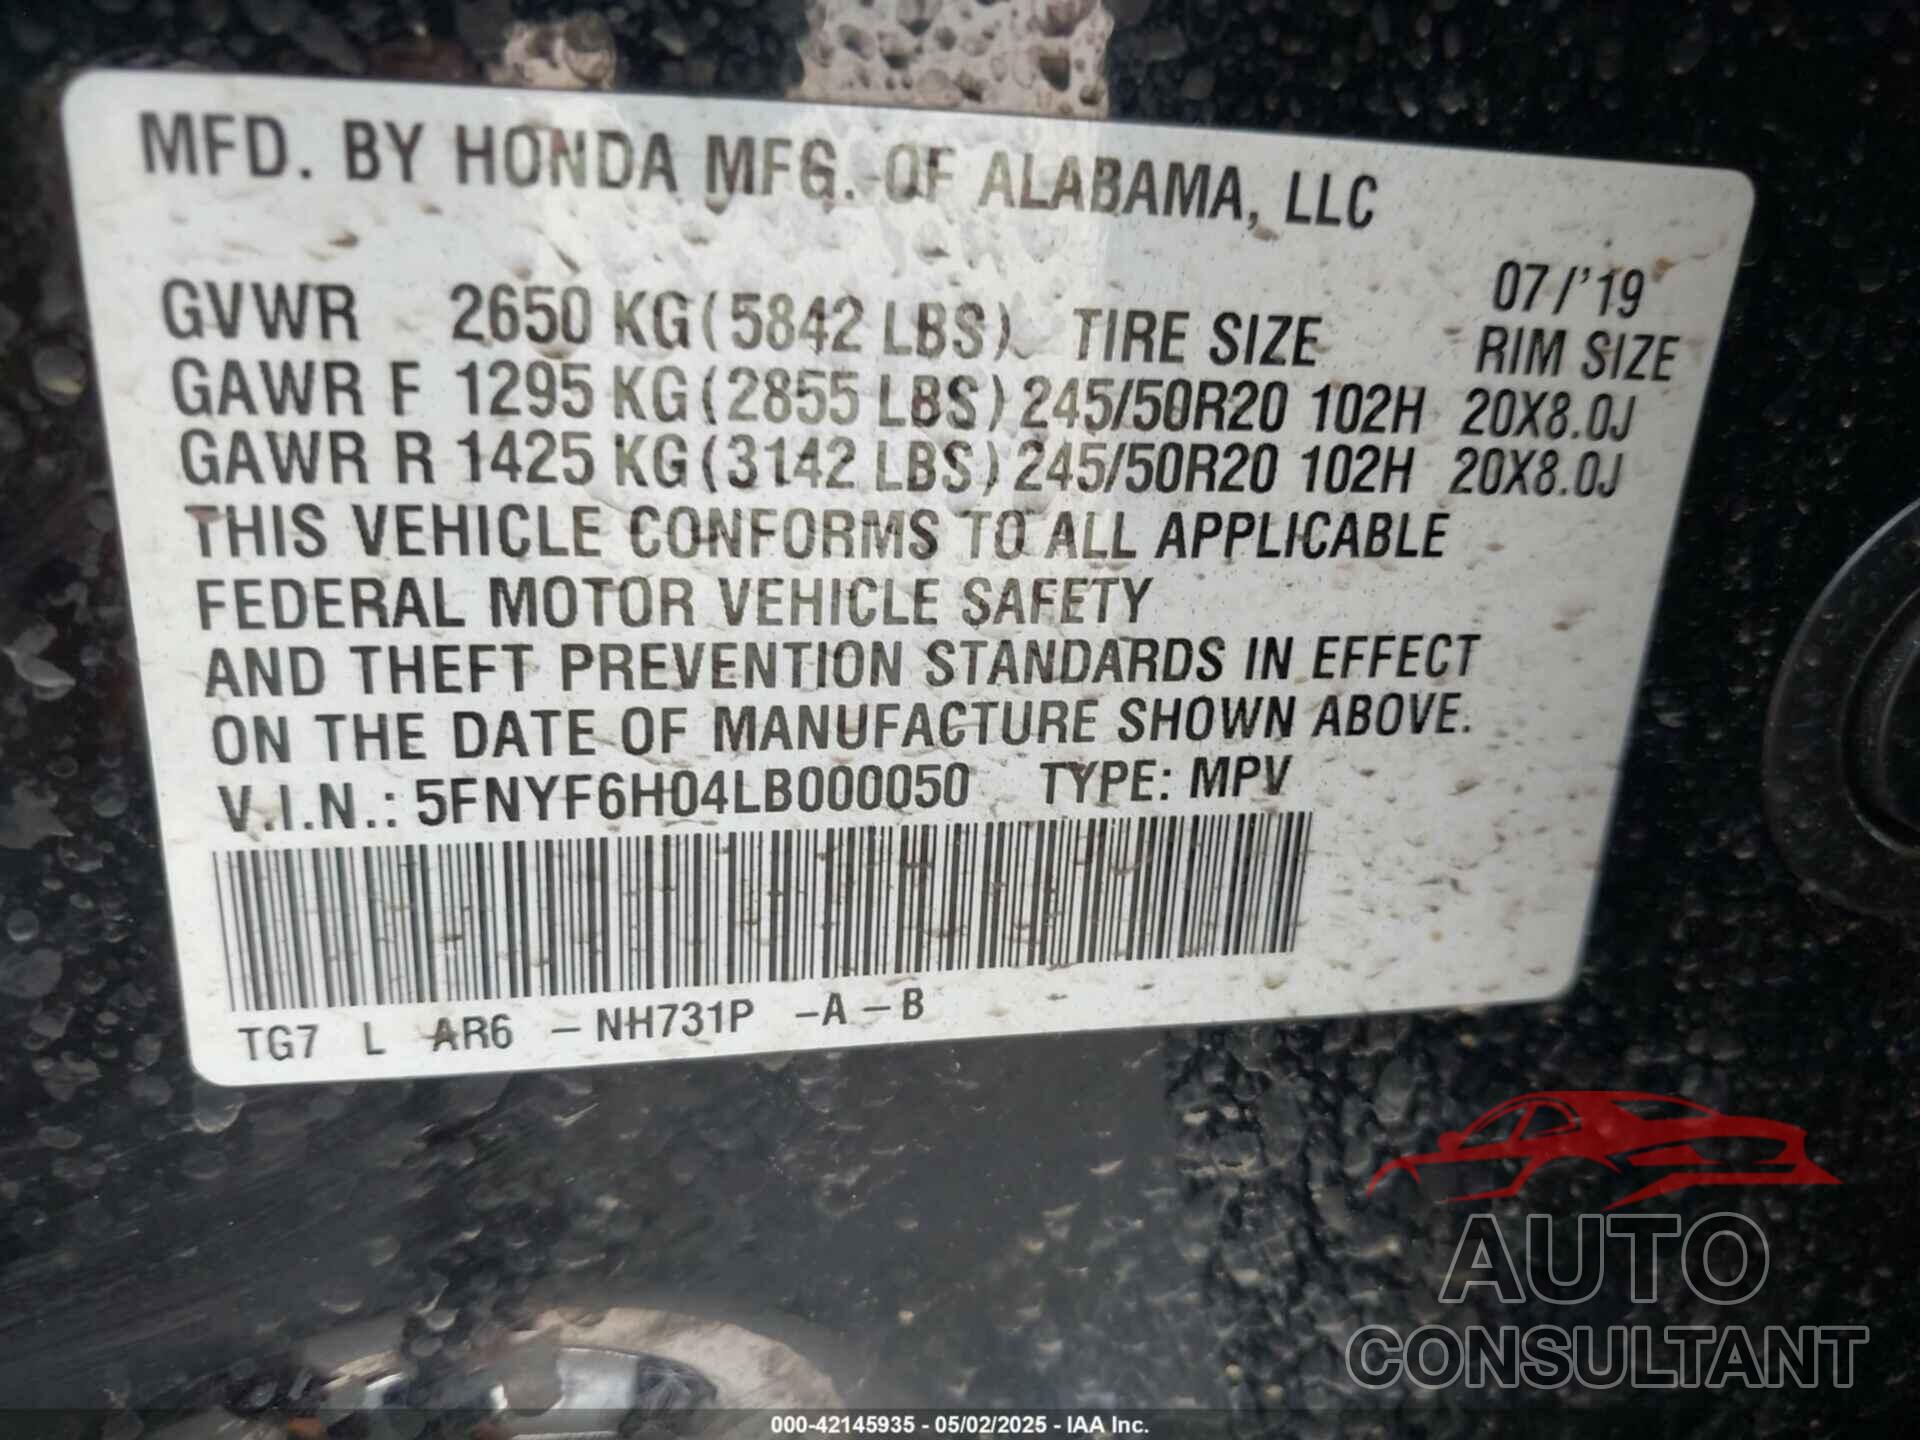 MFD. BY HONDA MFG. OF ALABAMA, LLC
07/'19
GVWR 2650 KG(5842 LBS) TIRE SIZE RIM SIZE
GAWR F 1295 KG(2855 LBS) 245/50R20 102H 20X8.0J
GAWR R 1425 KG(3142 LBS) 245/50R20 102H 20X8.0J
THIS VEHICLE CONFORMS TO ALL APPLICABLE
FEDERAL MOTOR VEHICLE SAFETY
AND THEFT PREVENTION STANDARDS IN EFFECT
ON THE DATE OF MANUFACTURE SHOWN ABOVE.
V.I.N.: 5FNYF6H04LB000050 TYPE: MPV
TG7 L AR6 -NH731P -A-B
AUTO
CONSULTANT
000-42145935 - 05/02/2025 - IAA Inc.